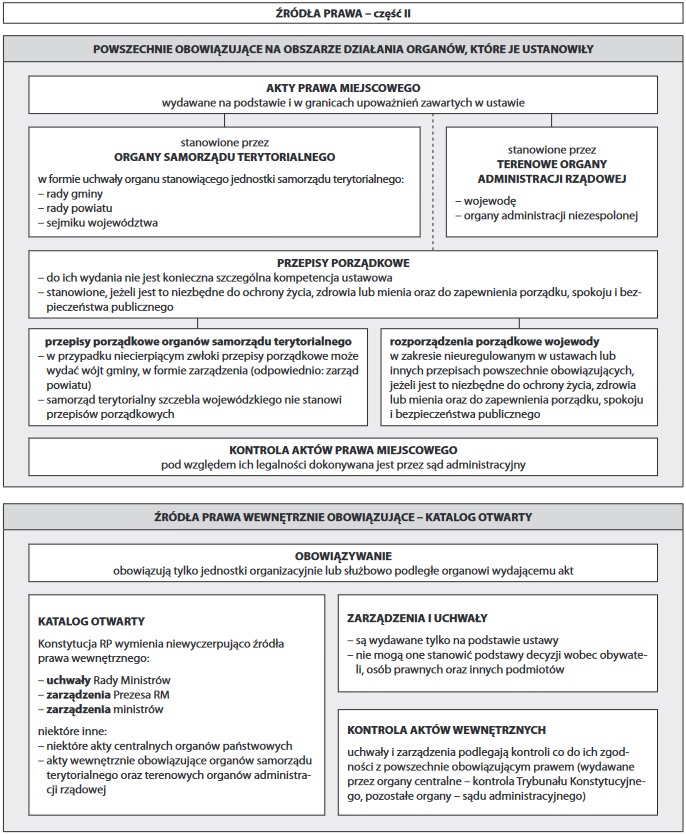 ŹRÓDŁA PRAWA – część II
POWSZECHNIE OBOWIĄZUJĄCE NA OBSZARZE DZIAŁANIA ORGANÓW, KTÓRE JE USTANOWIŁY
AKTY PRAWA MIEJSCOWEGO
wydawane na podstawie i w granicach upoważnień zawartych w ustawie
stanowione przez
ORGANY SAMORZĄDU TERYTORIALNEGO
w formie uchwały organu stanowiącego jednostki samorządu terytorialnego:
– rady gminy
– rady powiatu
– sejmiku województwa
stanowione przez
TERENOWE ORGANY
ADMINISTRACJI RZĄDOWEJ
– wojewodę
– organy administracji niezespolonej
PRZEPISY PORZĄDKOWE
– do ich wydania nie jest konieczna szczególna kompetencja ustawowa
– stanowione, jeżeli jest to niezbędne do ochrony życia, zdrowia lub mienia oraz do zapewnienia porządku, spokoju i bez-
pieczeństwa publicznego
przepisy porządkowe organów samorządu terytorialnego
– w przypadku niecierpiącym zwłoki przepisy porządkowe może
wydać wójt gminy, w formie zarządzenia (odpowiednio: zarząd
powiatu)
– samorząd terytorialny szczebla wojewódzkiego nie stanowi
przepisów porządkowych
rozporządzenia porządkowe wojewody
w zakresie nieuregulowanym w ustawach lub
innych przepisach powszechnie obowiązujących,
jeżeli jest to niezbędne do ochrony życia, zdrowia
lub mienia oraz do zapewnienia porządku, spokoju
i bezpieczeństwa publicznego
KONTROLA AKTÓW PRAWA MIEJSCOWEGO
pod względem ich legalności dokonywana jest przez sąd administracyjny
ŹRÓDŁA PRAWA WEWNĘTRZNIE OBOWIĄZUJĄCE – KATALOG OTWARTY
OBOWIĄZYWANIE
obowiązują tylko jednostki organizacyjnie lub służbowo podległe organowi wydającemu akt
KATALOG OTWARTY
Konstytucja RP wymienia niewyczerpująco źródła
prawa wewnętrznego:
– uchwały Rady Ministrów
– zarządzenia Prezesa RM
– zarządzenia ministrów
niektóre inne:
– niektóre akty centralnych organów państwowych
– akty wewnętrznie obowiązujące organów samorządu
terytorialnego oraz terenowych organów administra-
cji rządowej
ZARZĄDZENIA I UCHWAŁY
– są wydawane tylko na podstawie ustawy
– nie mogą one stanowić podstawy decyzji wobec obywate-
li, osób prawnych oraz innych podmiotów
KONTROLA AKTÓW WEWNĘTRZNYCH
uchwały i zarządzenia podlegają kontroli co do ich zgod-
ności z powszechnie obowiązującym prawem (wydawane
przez organy centralne – kontrola Trybunału Konstytucyjne-
go, pozostałe organy – sądu administracyjnego)